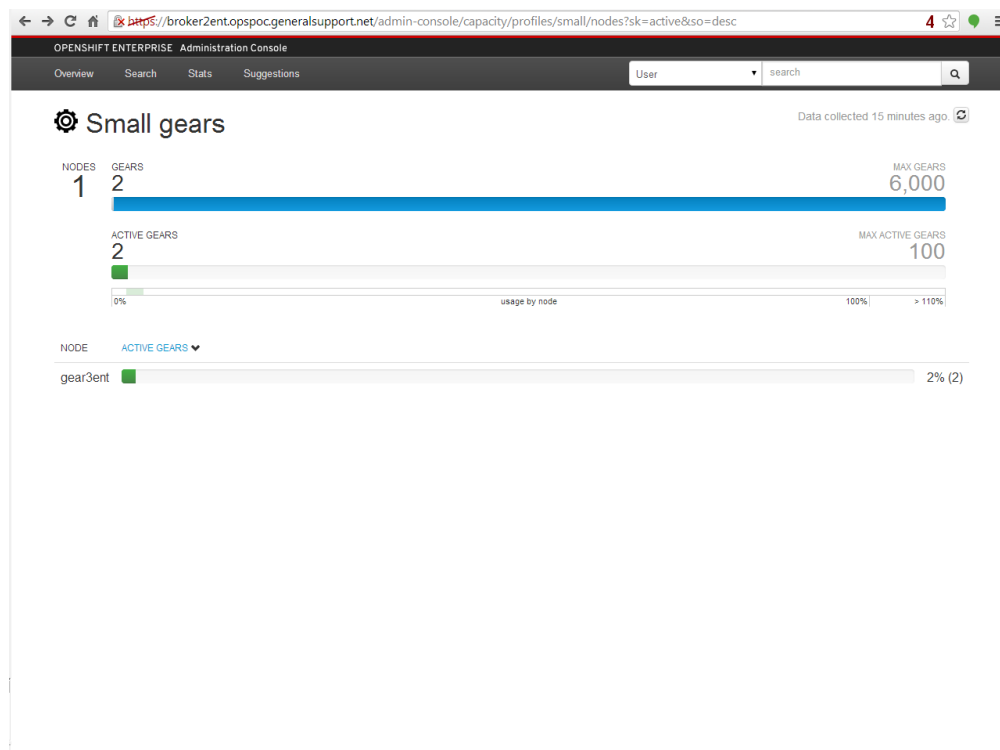 https://broker2ent.opspoc.generalsupport.net/admin-console/capacity/profiles/small/nodes?sk=active&so=desc 4
OPENSHIFT ENTERPRISE Administration Console
Overview Search Stats Suggestions User search
Small gears Data collected 15 minutes ago.
NODES GEARS MAX GEARS
1 2 6,000
ACTIVE GEARS MAX ACTIVE GEARS
2 100
0% usage by node 100% > 110%
NODE ACTIVE GEARS
gear3ent 2% (2)